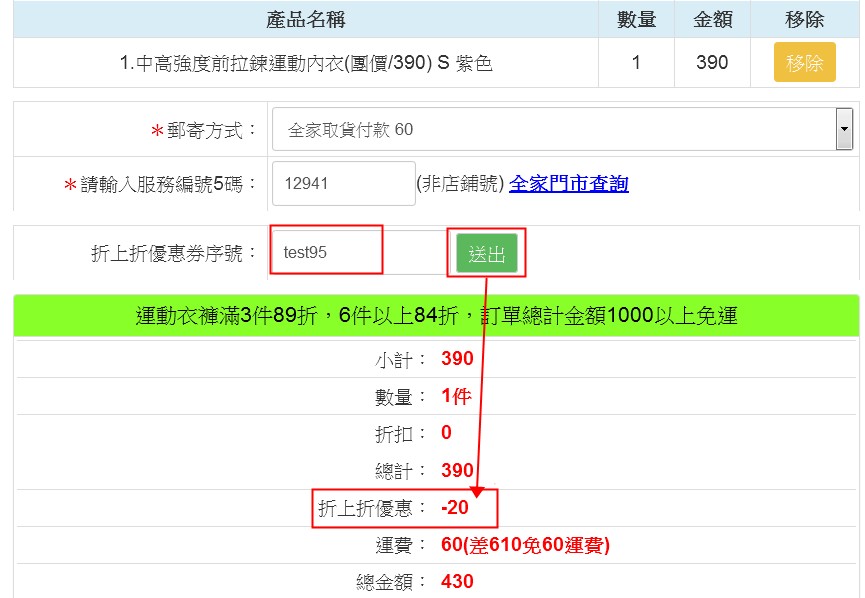 產品名稱 數量 金額 移除
1.中高強度前拉鍊運動內衣(團價/390) S 紫色 1 390 移除
＊郵寄方式： 全家取貨付款 60
＊請輸入服務編號5碼： 12941 (非店鋪號) 全家門市查詢
折上折優惠券序號： test95 送出
運動衣褲滿3件89折，6件以上84折，訂單總計金額1000以上免運
小計： 390
數量： 1件
折扣： 0
總計： 390
折上折優惠： -20
運費： 60(差610免60運費)
總金額： 430